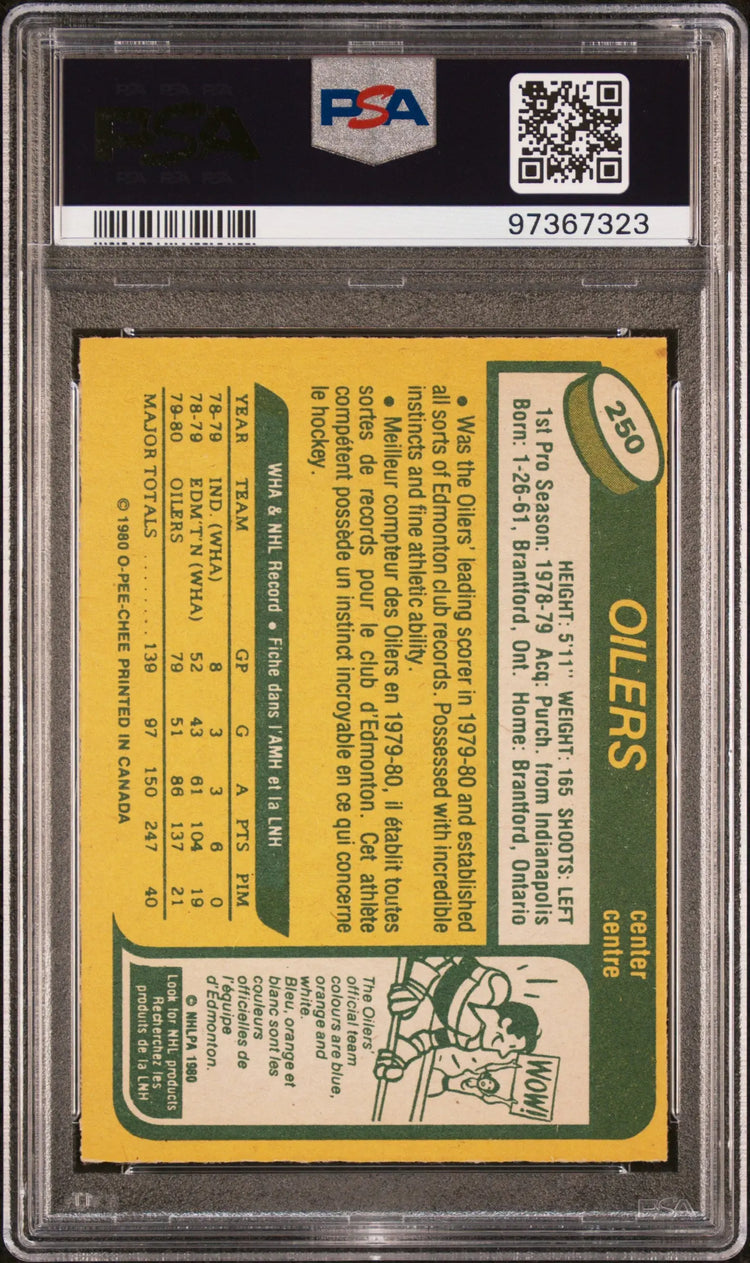 PSA
97367323
250
OILERS
center
centre
HEIGHT: 5'11" WEIGHT: 165 SHOOTS: LEFT
1st Pro Season: 1978-79 Acq: Purch. from Indianapolis
Born: 1-26-61, Brantford, Ont. Home: Brantford, Ontario
• Was the Oilers' leading scorer in 1979-80 and established
all sorts of Edmonton club records. Possessed with incredible
instincts and fine athletic ability.
• Meilleur compteur des Oilers en 1979-80, il établit toutes
sortes de records pour le club d'Edmonton. Cet athlète
compétent possède un instinct incroyable en ce qui concerne
le hockey.
WHA & NHL Record • Fiche dans l'AMH et la LNH
YEAR TEAM GP G A PTS PIM
78-79 IND. (WHA) 8 3 3 6 0
78-79 EDM'T'N (WHA) 52 43 61 104 19
79-80 OILERS 79 51 86 137 21
MAJOR TOTALS ........ 139 97 150 247 40
© 1980 O-PEE-CHEE PRINTED IN CANADA
WOW!
The Oilers'
official team
colours are blue,
orange and
white.
Bleu, orange et
blanc sont les
couleurs
officielles de
l'équipe
d'Edmonton.
© NHLPA 1980
Look for NHL products
Recherchez les
produits de la LNH
PSA